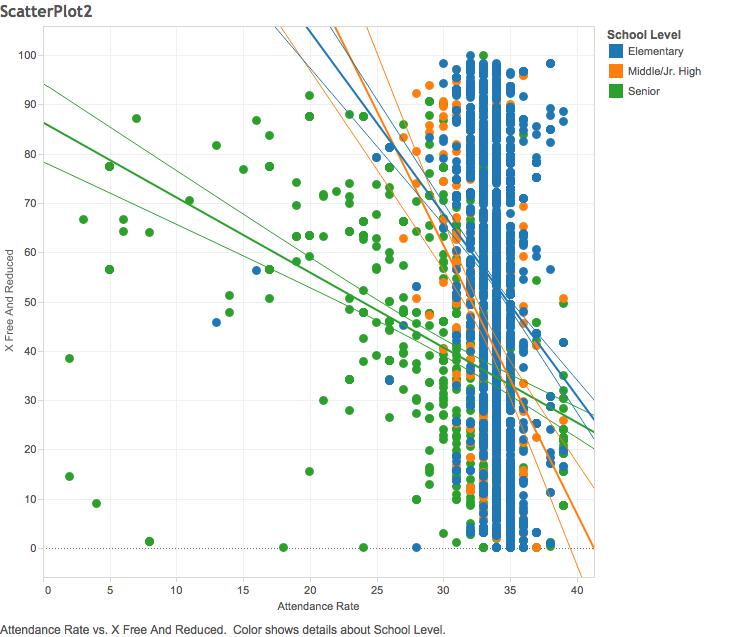 ScatterPlot2
School Level
Elementary
Middle/Jr. High
Senior
X Free And Reduced
100
90
80
70
60
50
40
30
20
10
0
0 5 10 15 20 25 30 35 40
Attendance Rate
Attendance Rate vs. X Free And Reduced. Color shows details about School Level.